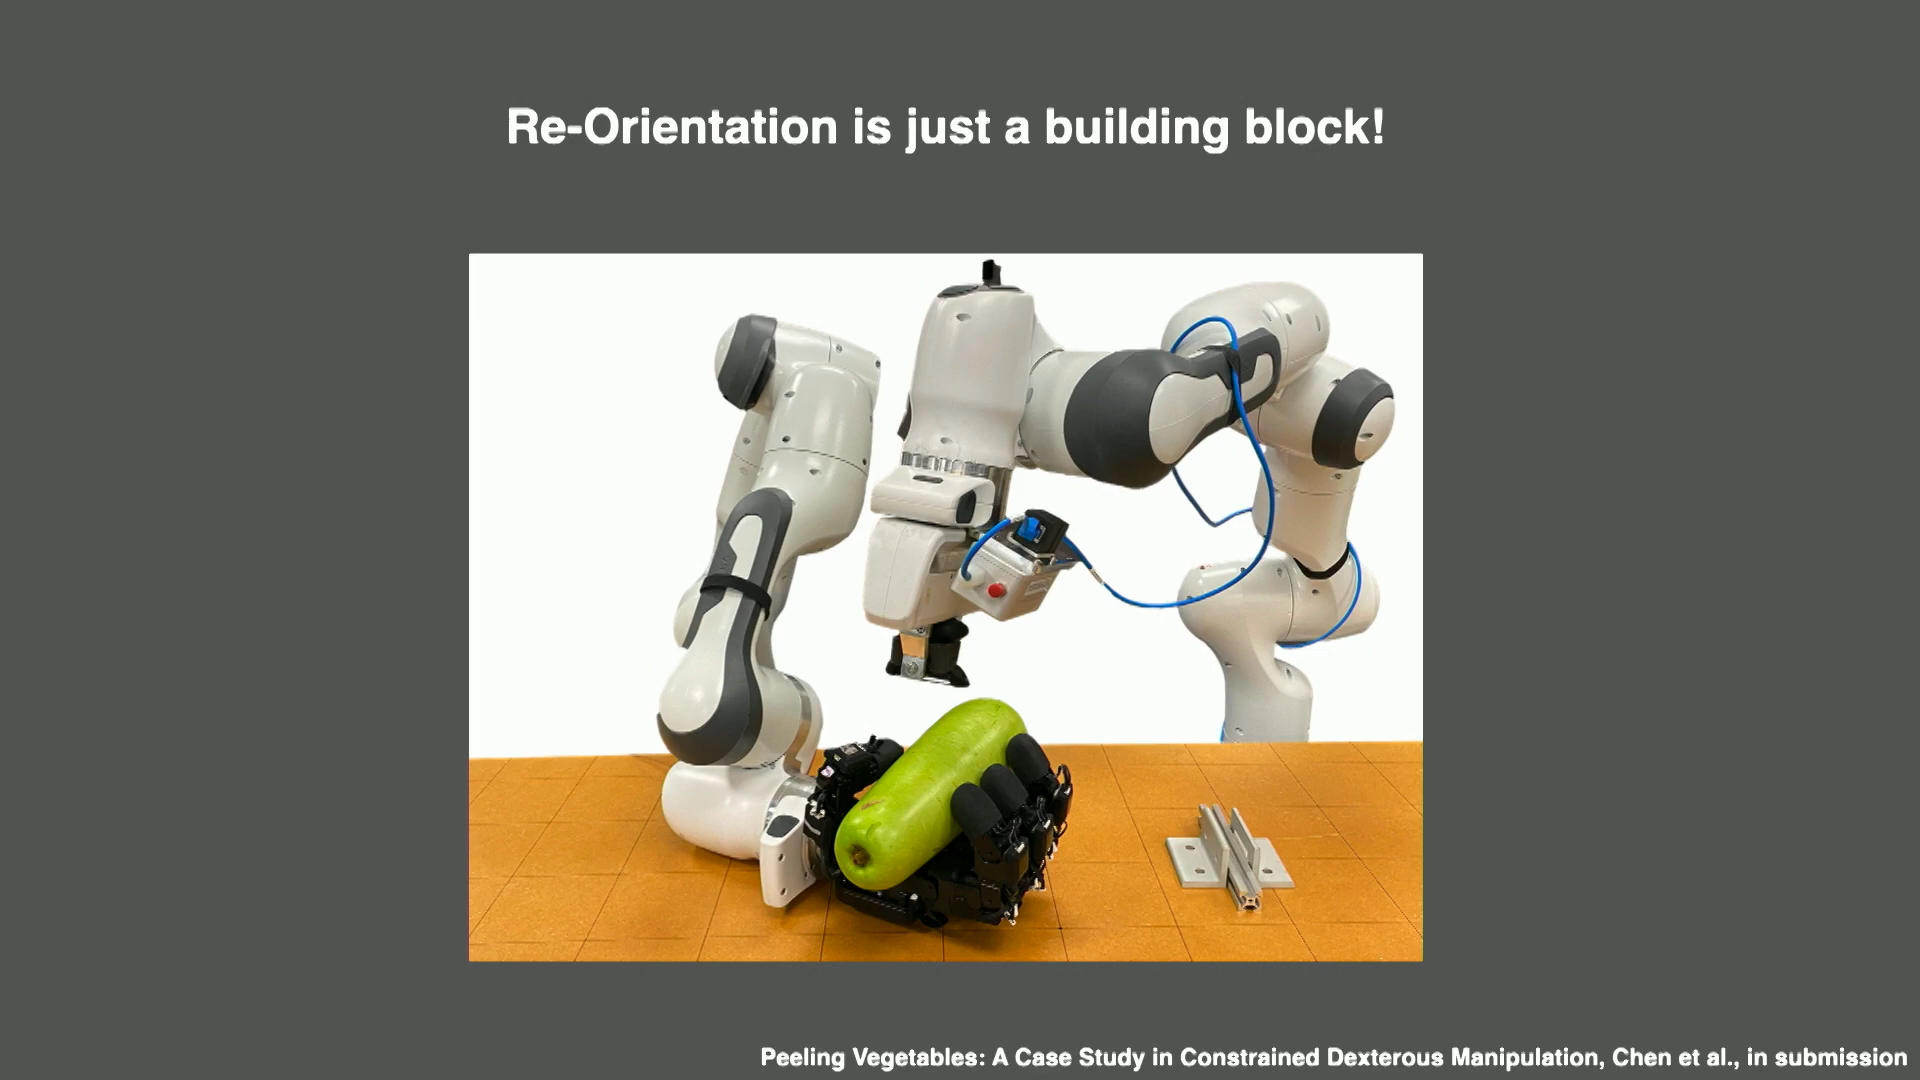 Re-Orientation is just a building block!
Peeling Vegetables: A Case Study in Constrained Dexterous Manipulation, Chen et al., in submission